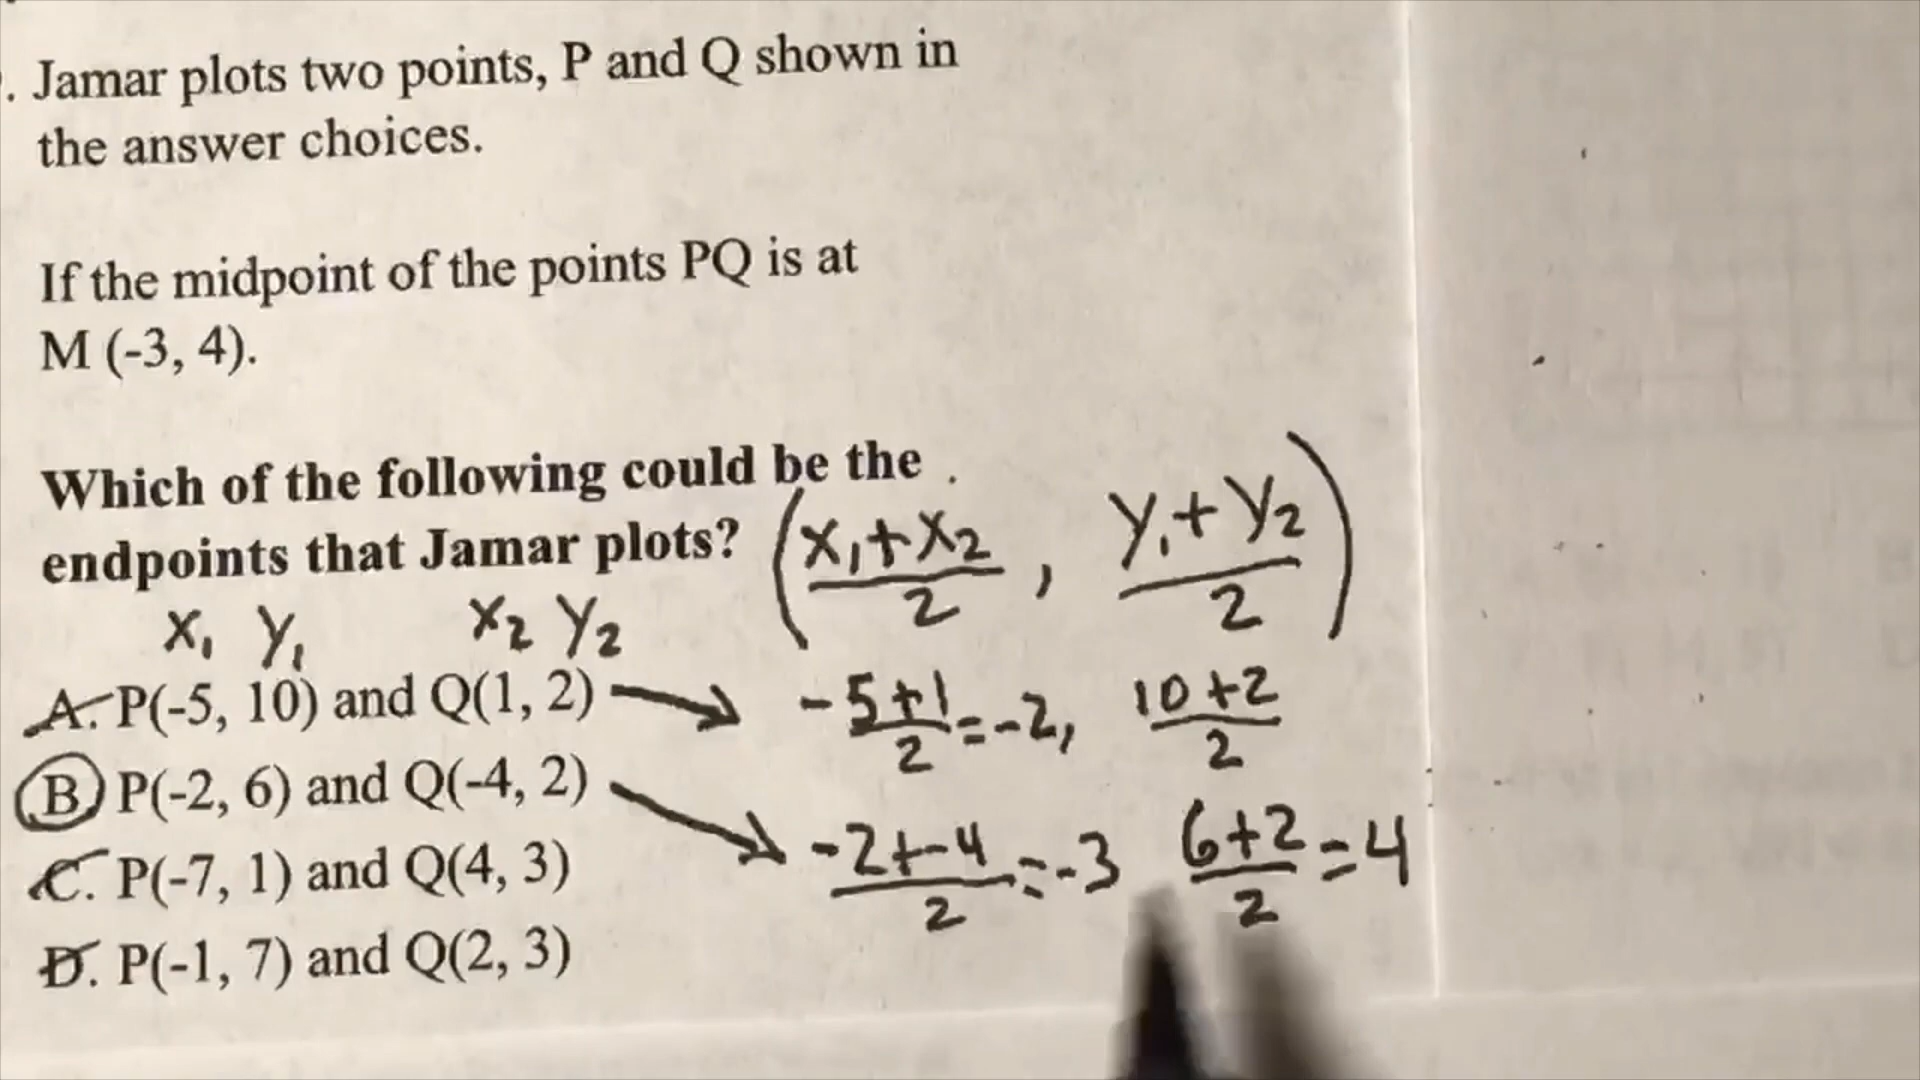 . Jamar plots two points, P and Q shown in
the answer choices.
If the midpoint of the points PQ is at
M (-3, 4).
Which of the following could be the
endpoints that Jamar plots?
(x₁+x₂/2, y₁+y₂/2)
x₁ y₁ x₂ y₂
A. P(-5, 10) and Q(1, 2) → -5+1/2=-2, 10+2/2
B) P(-2, 6) and Q(-4, 2) → -2+-4/2=-3 6+2/2=4
C. P(-7, 1) and Q(4, 3)
D. P(-1, 7) and Q(2, 3)